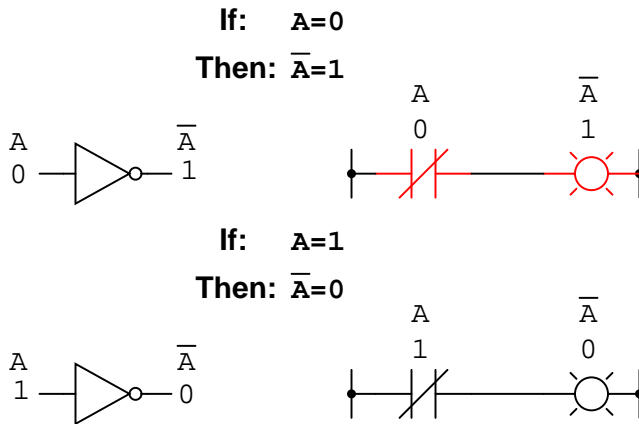 If: A=0
Then: A̅=1
A A̅
0 1
A A̅
0 1
If: A=1
Then: A̅=0
A A̅
1 0
A A̅
1 0